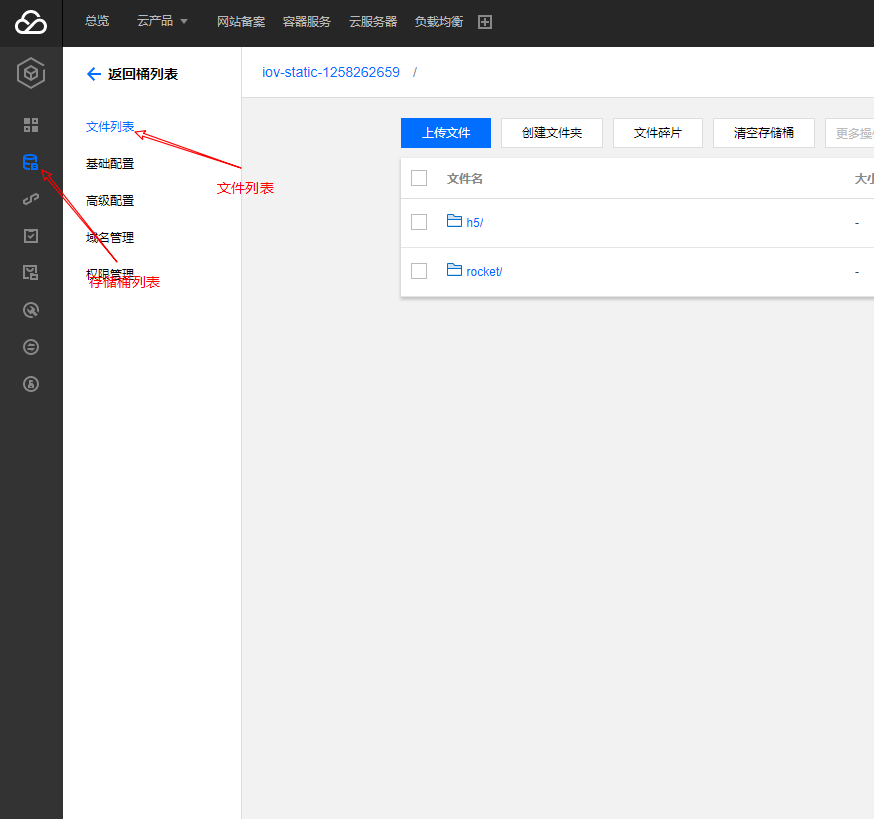 总览 云产品 网站备案 容器服务 云服务器 负载均衡
返回桶列表
iov-static-1258262659 /
文件列表
基础配置
高级配置
域名管理
权限管理
文件列表
存储桶列表
上传文件 创建文件夹 文件碎片 清空存储桶 更多操
文件名 大小
h5/ -
rocket/ -